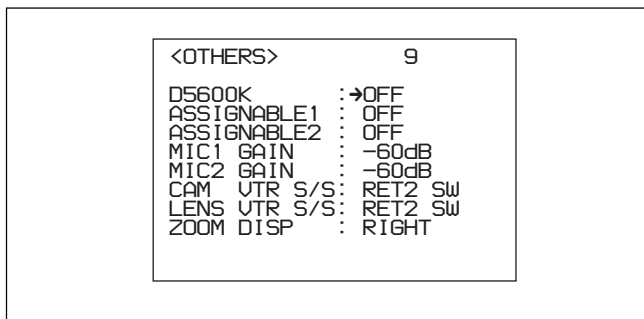 <OTHERS> 9
D5600K :→OFF
ASSIGNABLE1 : OFF
ASSIGNABLE2 : OFF
MIC1 GAIN : -60dB
MIC2 GAIN : -60dB
CAM VTR S/S: RET2 SW
LENS VTR S/S: RET2 SW
ZOOM DISP : RIGHT